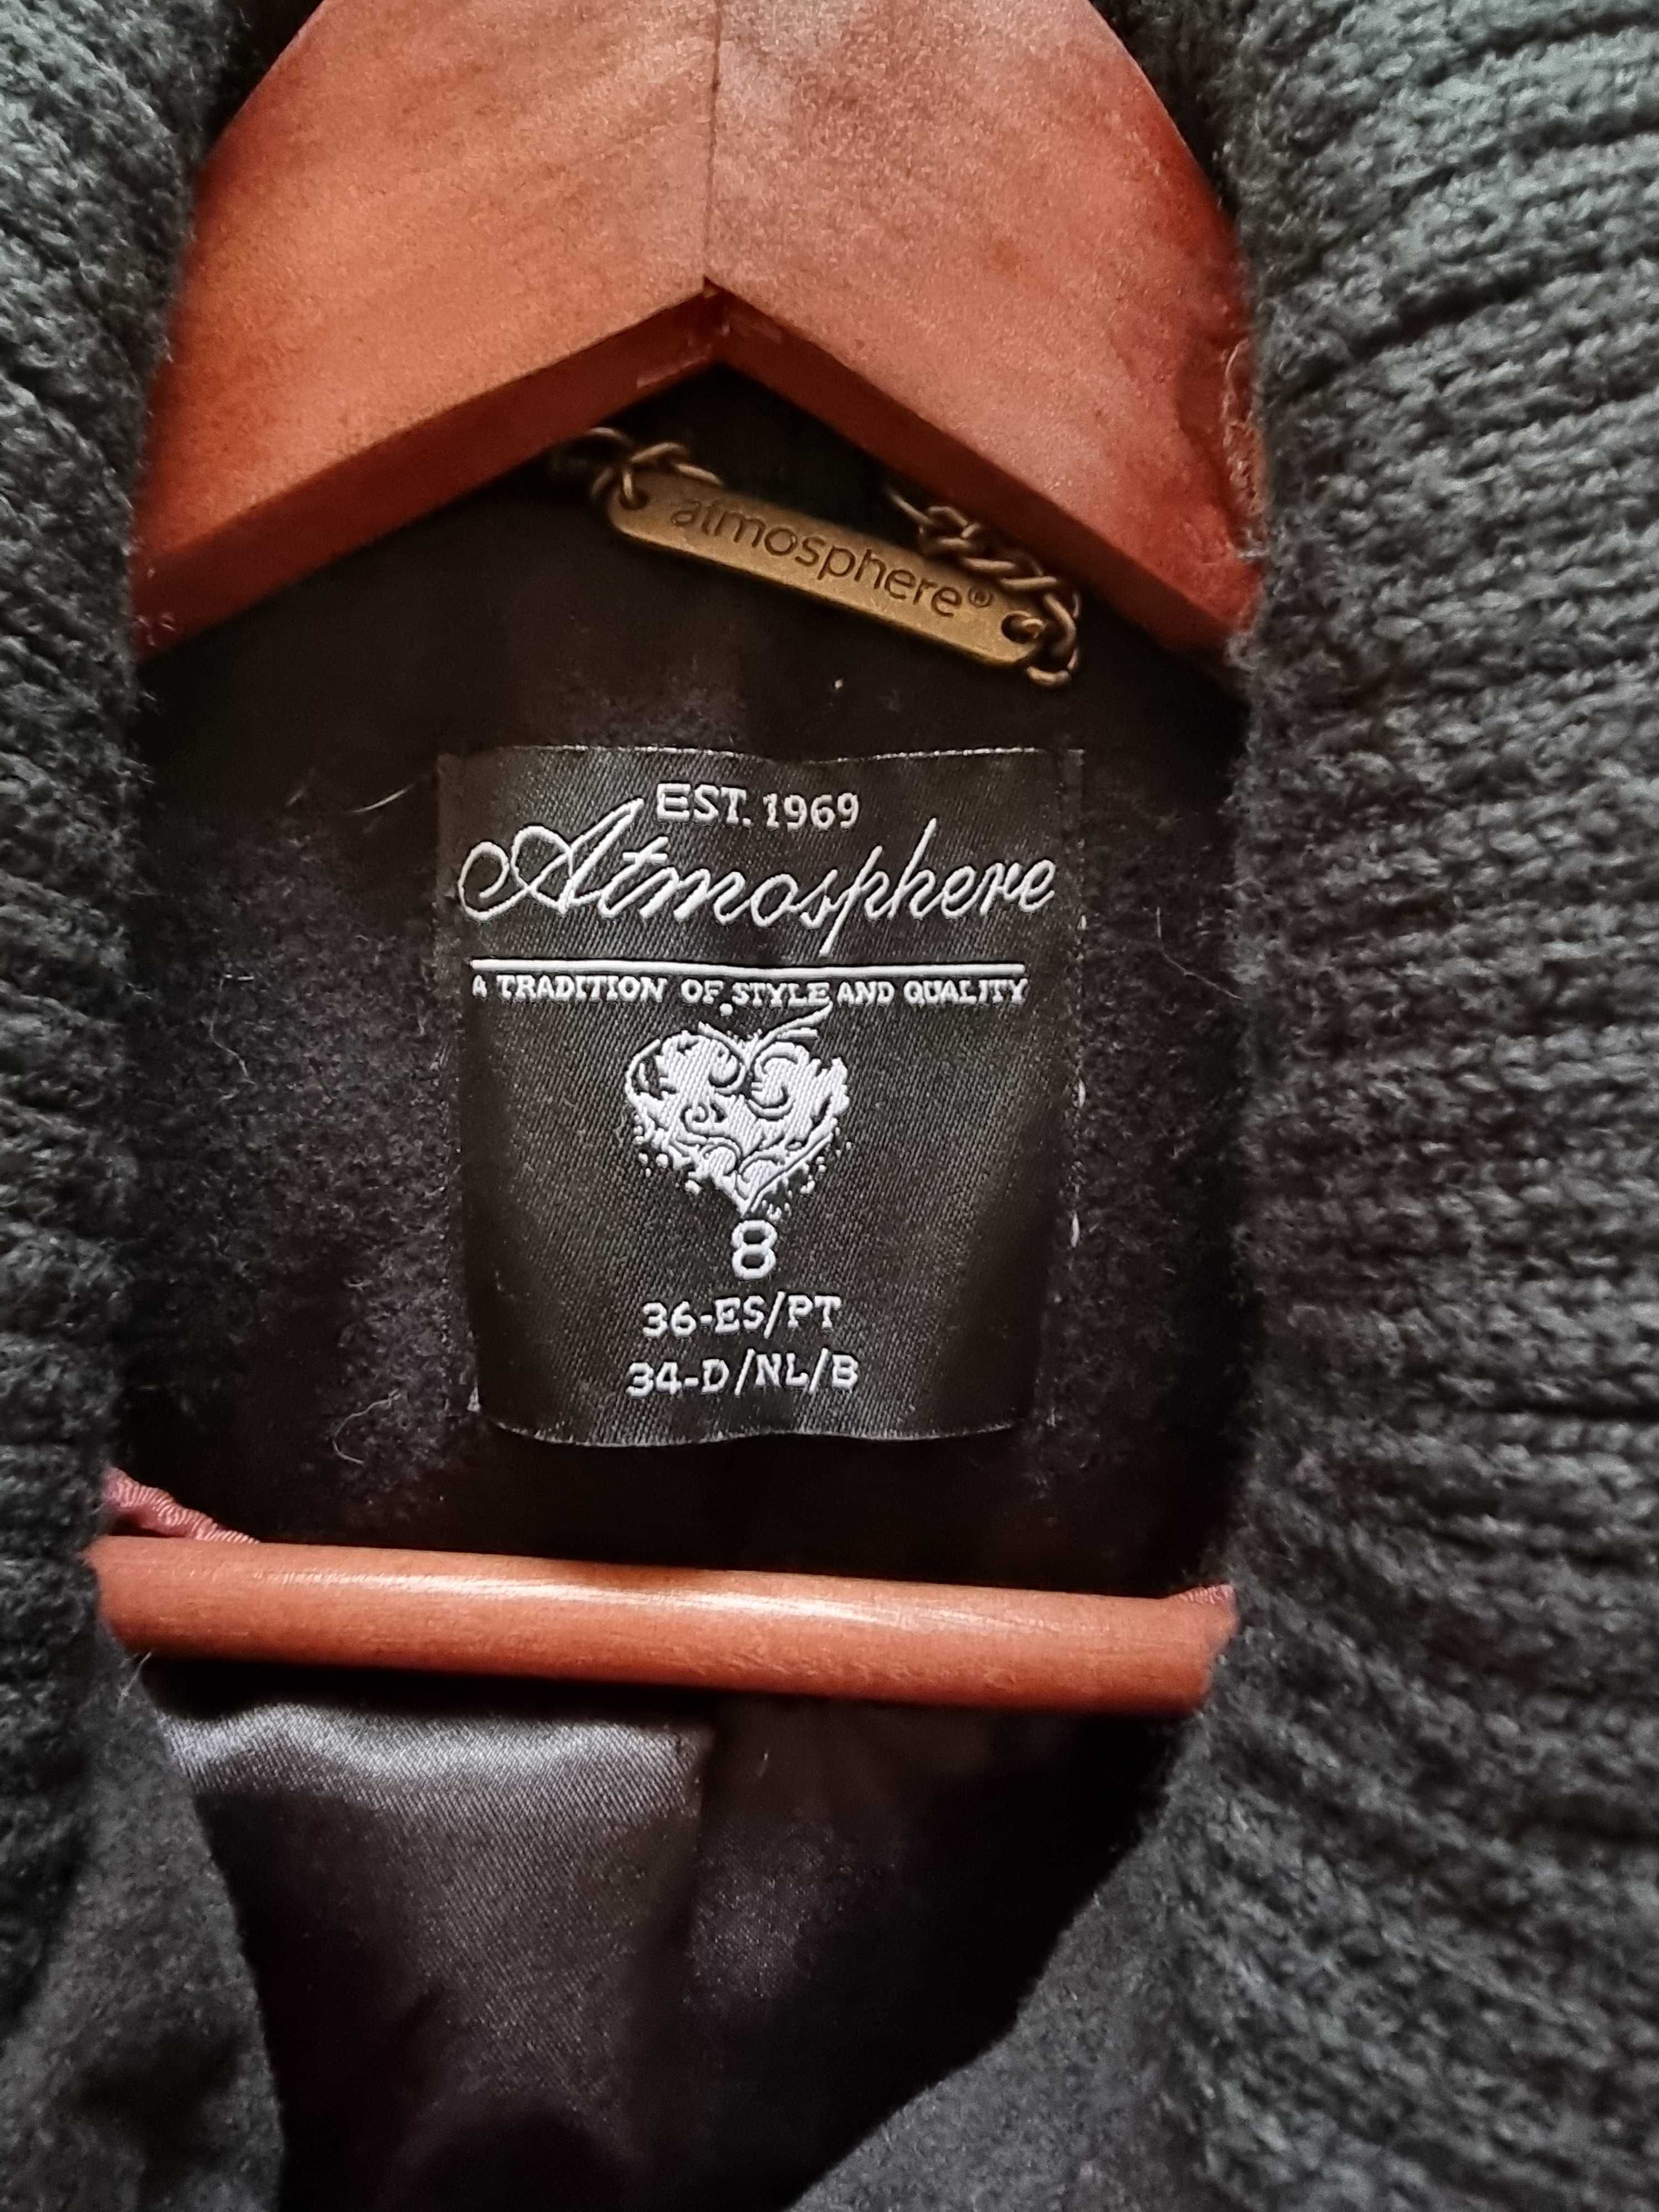 atmosphere®
EST. 1969
Atmosphere
A TRADITION OF STYLE AND QUALITY
8
36-ES/PT
34-D/NL/B